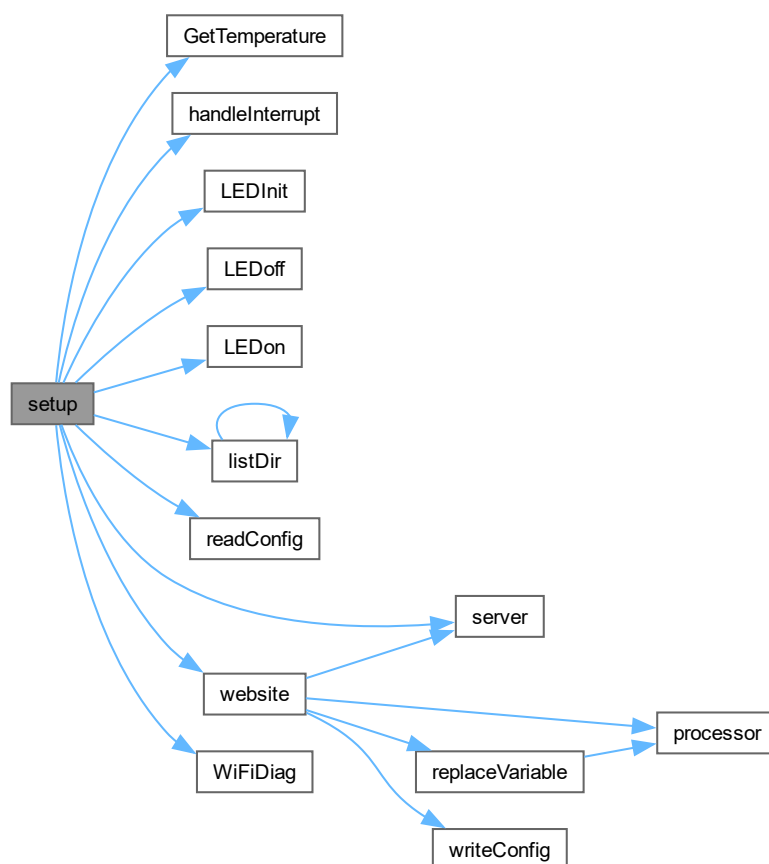 GetTemperature
handleInterrupt
LEDInit
LEDoff
LEDon
setup
listDir
readConfig
server
website
processor
WiFiDiag
replaceVariable
writeConfig